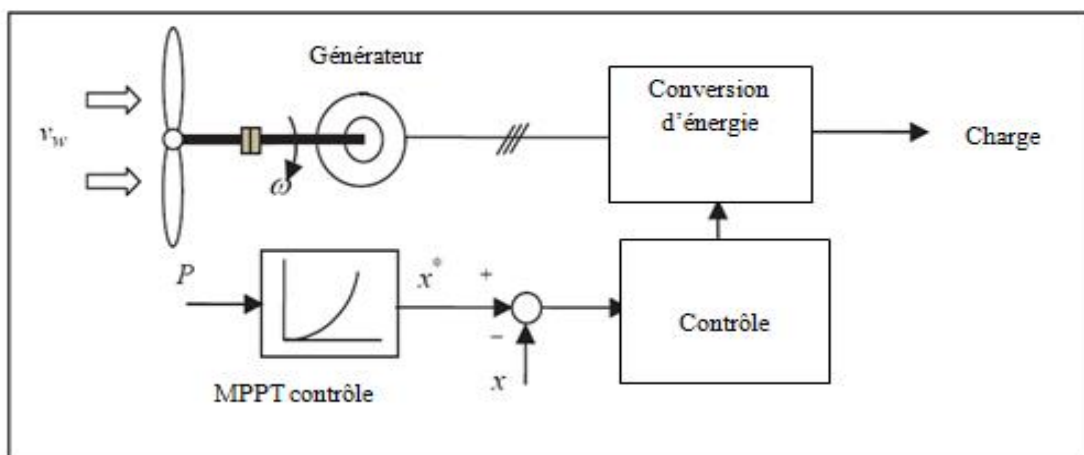 Générateur
Conversion
d'énergie
v_w
Charge
ω
P
x*
+
−
x
Contrôle
MPPT contrôle